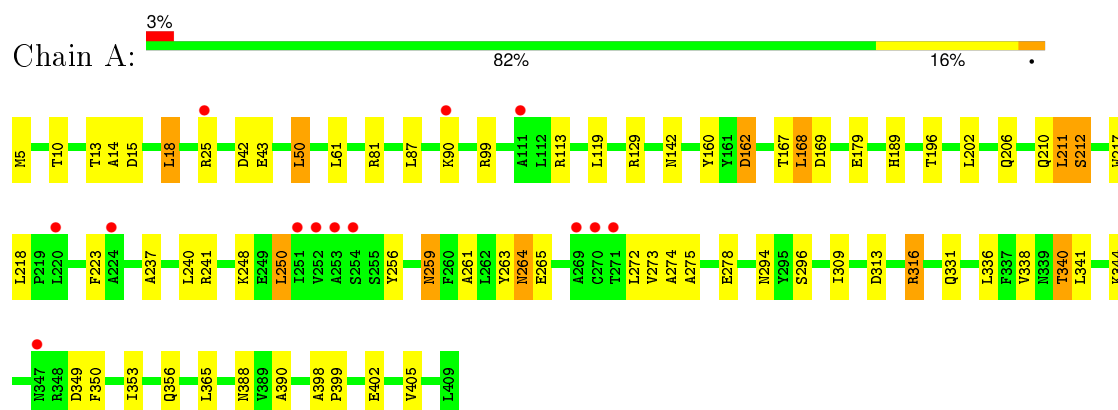 3%
Chain A:
82% 16% •
M5 T10 T13 A14 D15 L18 R25 D42 E43 L50 L61 R81 L87 K90 R99 A111 L112 R113 L119 R129 N142 Y160 Y161 D162 T167 L168 D169 E179 H189 T196 L202 Q206 Q210 L211 S212 W217
L218 P219 L220 F223 A224 A237 L240 R241 K248 E249 L250 I251 V252 A253 S254 S255 Y256 N259 F260 A261 L262 Y263 N264 E265 A269 C270 T271 L272 V273 A274 A275 E278 N294 Y295 S296 I309 D313 R316 Q331 L336 F337 V338 N339 T340 L341 K344
N347 R348 D349 F350 I353 Q356 L365 N388 V389 A390 A398 P399 E402 V405 L409